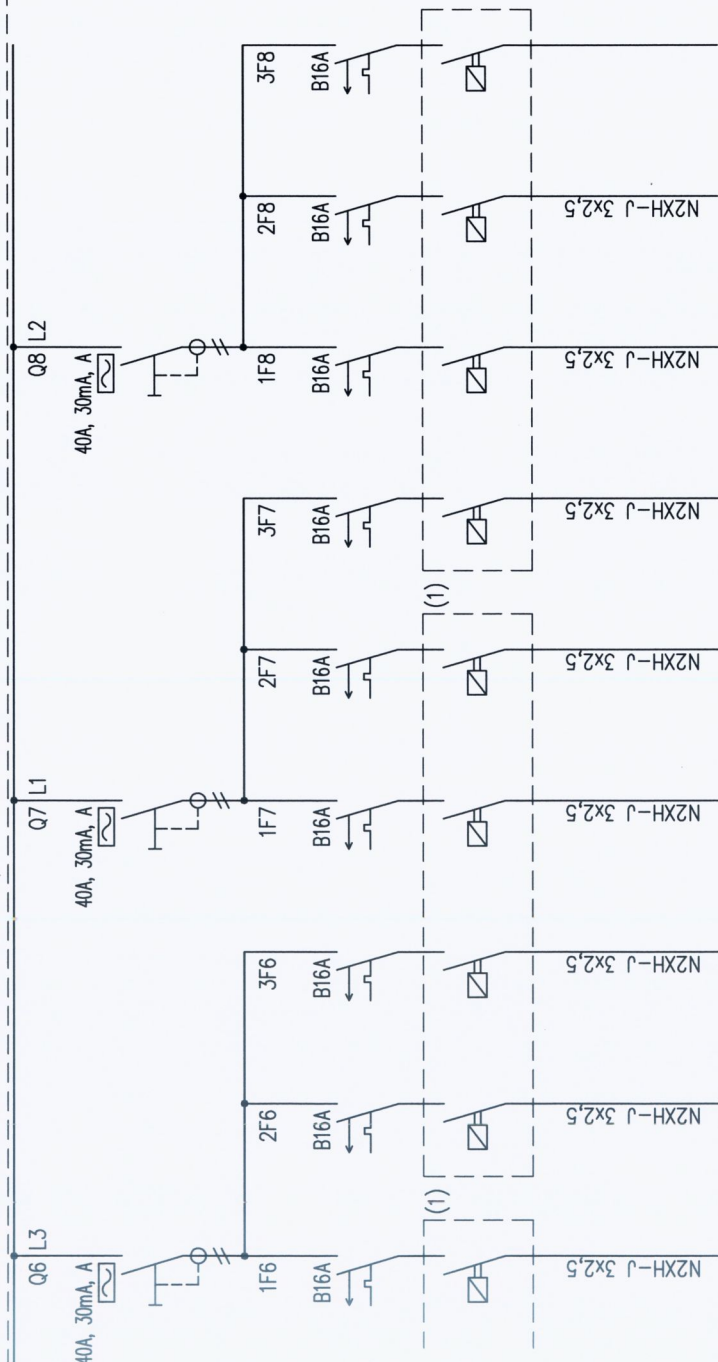 Q8 L2
40A, 30mA, A
3F8
B16A
2F8
B16A
N2XH-J 3x2,5
1F8
B16A
N2XH-J 3x2,5
3F7
B16A
N2XH-J 3x2,5
(1)
Q7 L1
40A, 30mA, A
2F7
B16A
N2XH-J 3x2,5
1F7
B16A
N2XH-J 3x2,5
3F6
B16A
N2XH-J 3x2,5
2F6
B16A
N2XH-J 3x2,5
(1)
Q6 L3
40A, 30mA, A
1F6
B16A
N2XH-J 3x2,5